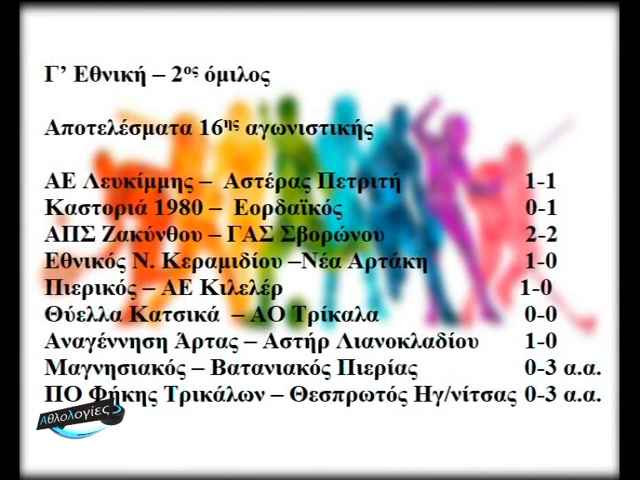 Γ’ Εθνική – 2ος όμιλος
Αποτελέσματα 16ης αγωνιστικής
ΑΕ Λευκίμμης – Αστέρας Πετριτή 1-1
Καστοριά 1980 – Εορδαϊκός 0-1
ΑΠΣ Ζακύνθου – ΓΑΣ Σβορώνου 2-2
Εθνικός Ν. Κεραμιδίου –Νέα Αρτάκη 1-0
Πιερικός – ΑΕ Κιλελέρ 1-0
Θύελλα Κατσικά – ΑΟ Τρίκαλα 0-0
Αναγέννηση Άρτας – Αστήρ Λιανοκλαδίου 1-0
Μαγνησιακός – Βατανιακός Πιερίας 0-3 α.α.
ΠΟ Φήκης Τρικάλων – Θεσπρωτός Ηγ/νίτσας 0-3 α.α.
Αθλολογίες